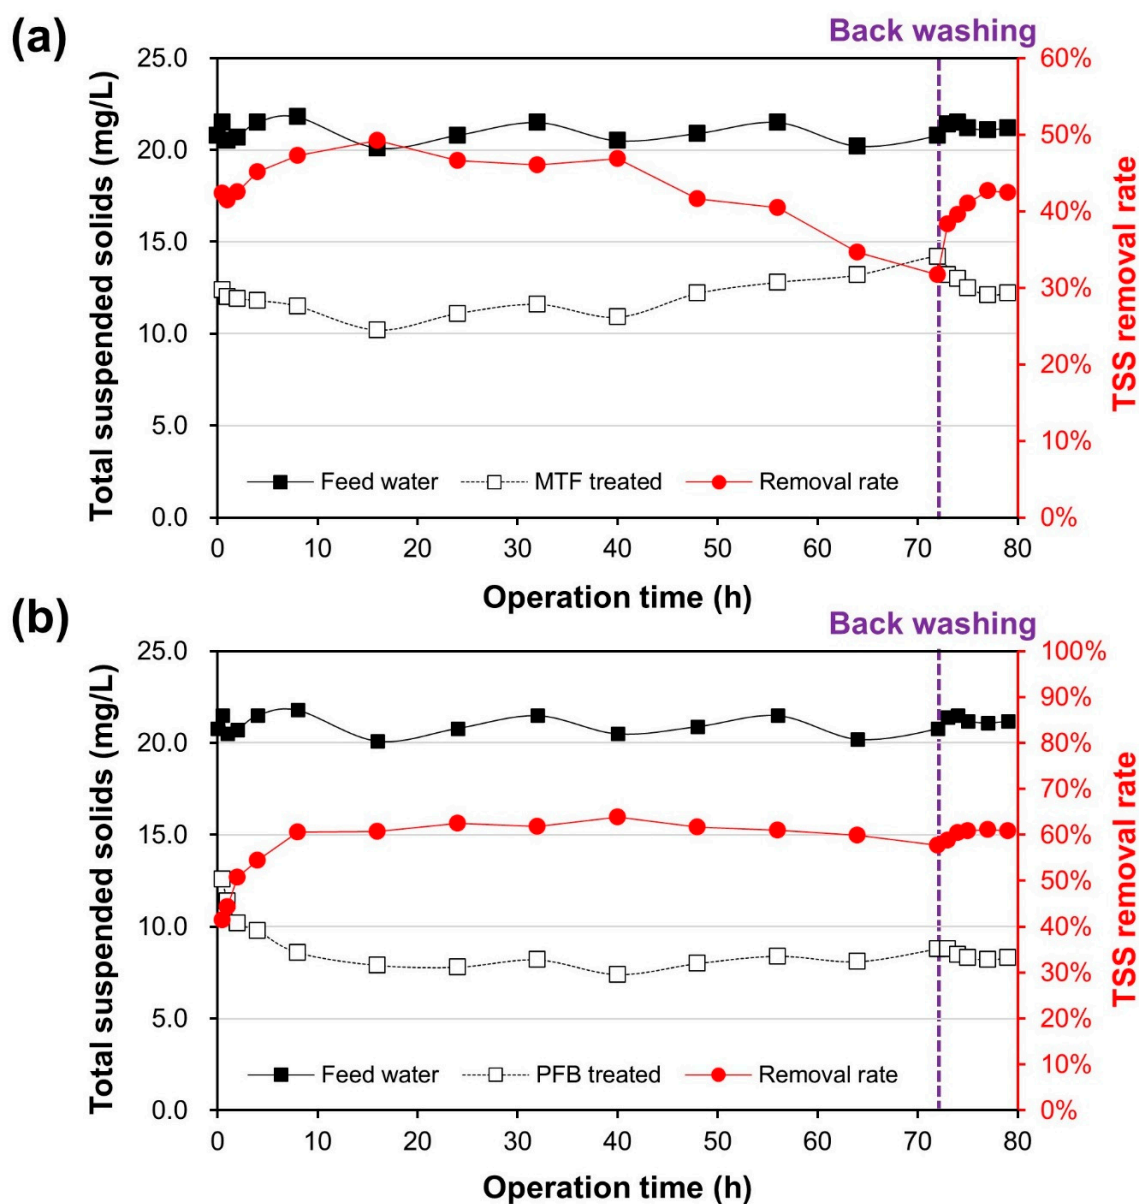 (a)
Back washing
25.0
20.0
15.0
10.0
5.0
0.0
Total suspended solids (mg/L)
60%
50%
40%
30%
20%
10%
0%
TSS removal rate
Feed water MTF treated Removal rate
0 10 20 30 40 50 60 70 80
Operation time (h)
(b)
Back washing
25.0
20.0
15.0
10.0
5.0
0.0
Total suspended solids (mg/L)
100%
90%
80%
70%
60%
50%
40%
30%
20%
10%
0%
TSS removal rate
Feed water PFB treated Removal rate
0 10 20 30 40 50 60 70 80
Operation time (h)